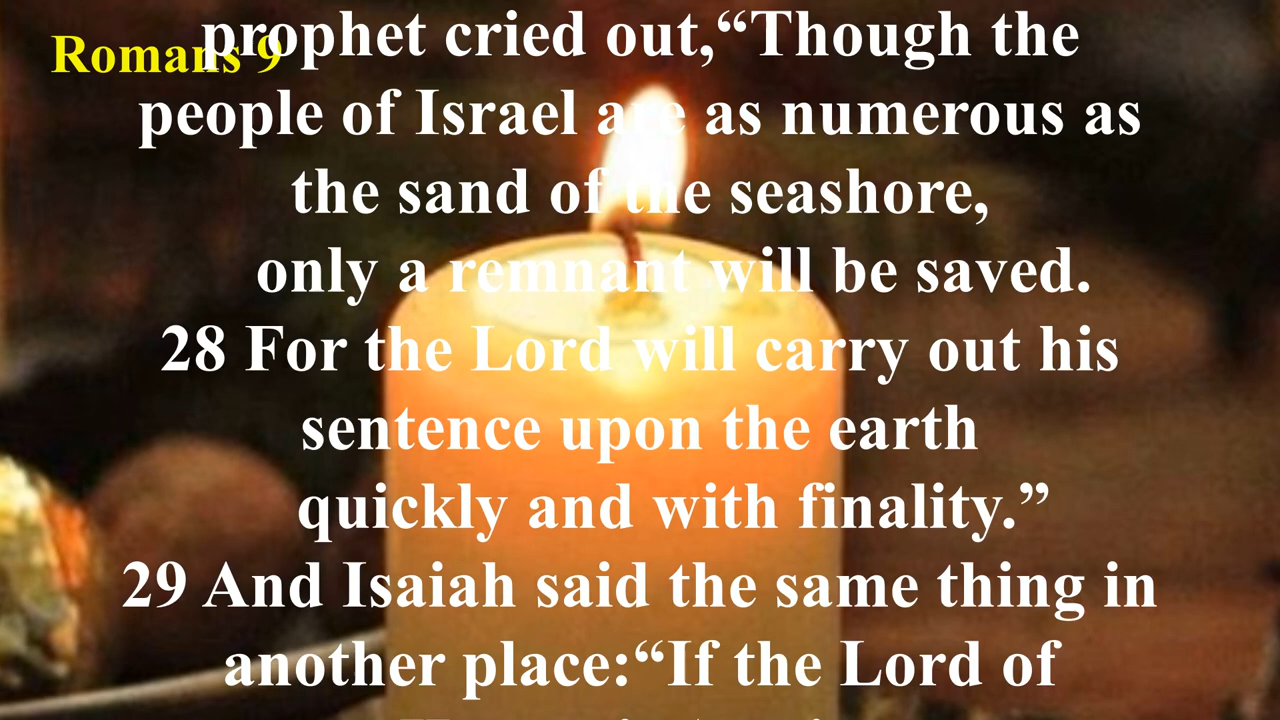 Romans 9
prophet cried out,“Though the
people of Israel are as numerous as
the sand of the seashore,
only a remnant will be saved.
28 For the Lord will carry out his
sentence upon the earth
quickly and with finality.”
29 And Isaiah said the same thing in
another place:“If the Lord of